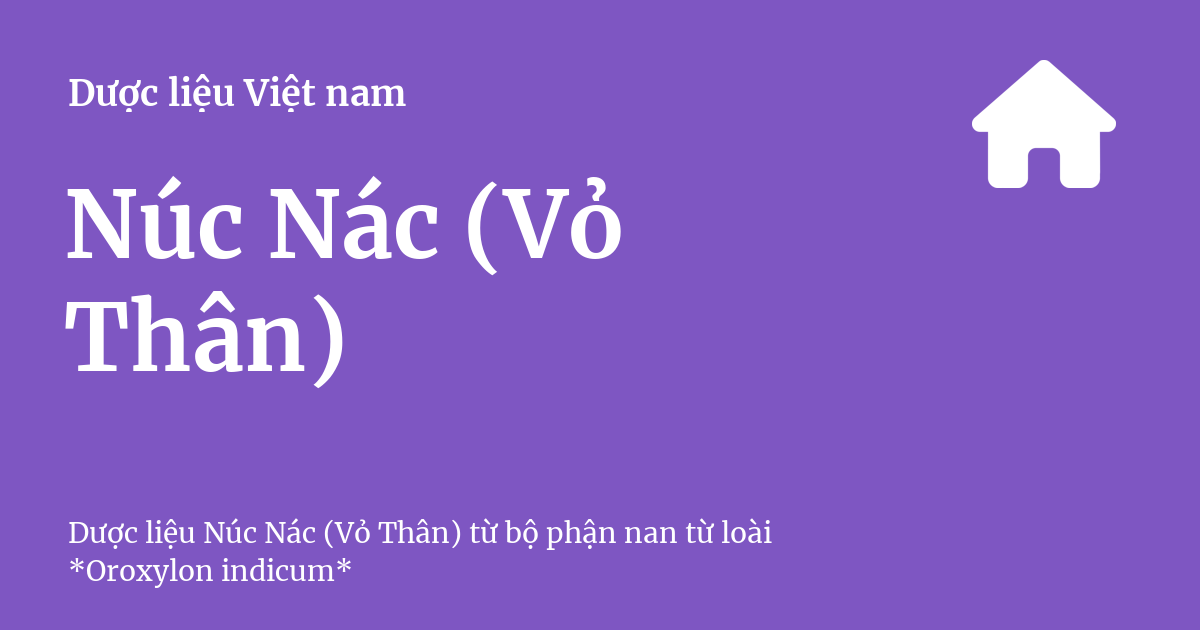 Dược liệu Việt nam
Núc Nác (Vỏ
Thân)
Dược liệu Núc Nác (Vỏ Thân) từ bộ phận nan từ loài
*Oroxylon indicum*